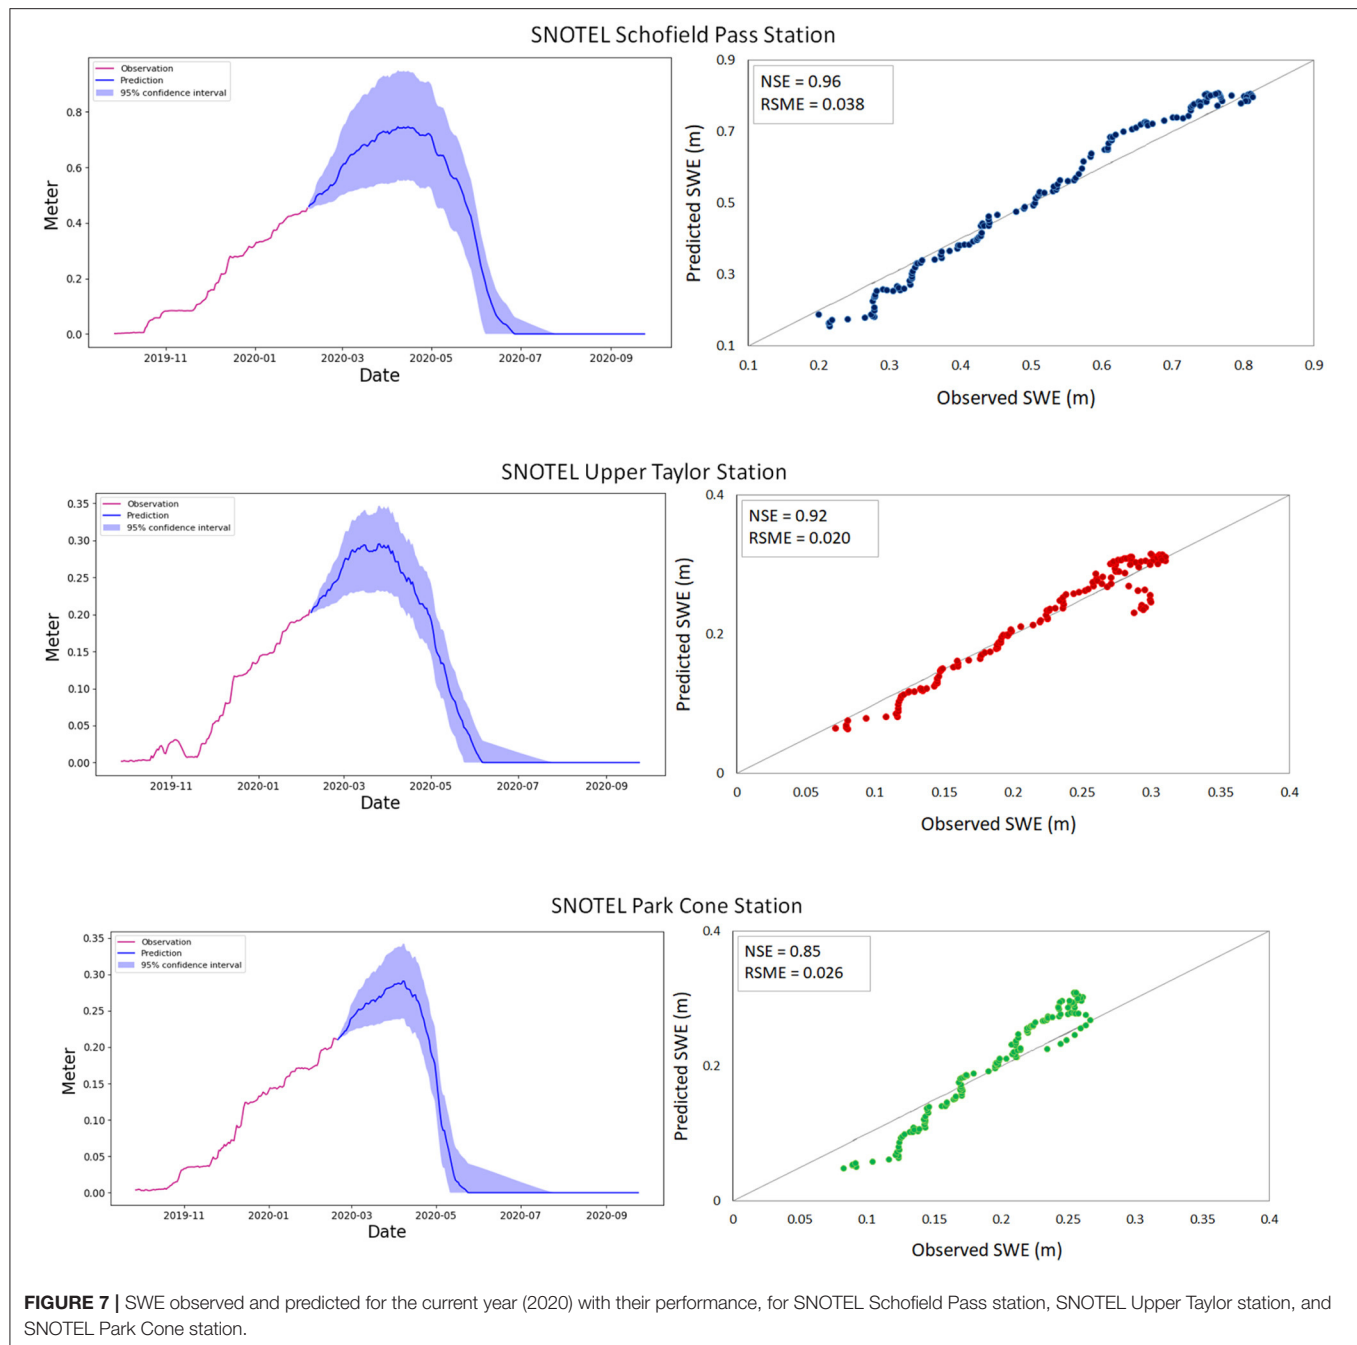 SNOTEL Schofield Pass Station
Observation
Prediction
95% confidence interval
Meter
0.8
0.6
0.4
0.2
0.0
2019-11 2020-01 2020-03 2020-05 2020-07 2020-09
Date
NSE = 0.96
RSME = 0.038
Predicted SWE (m)
0.9
0.7
0.5
0.3
0.1
0.1 0.2 0.3 0.4 0.5 0.6 0.7 0.8 0.9
Observed SWE (m)
SNOTEL Upper Taylor Station
Observation
Prediction
95% confidence interval
Meter
0.35
0.30
0.25
0.20
0.15
0.10
0.05
0.00
2019-11 2020-01 2020-03 2020-05 2020-07 2020-09
Date
NSE = 0.92
RSME = 0.020
Predicted SWE (m)
0.4
0.2
0
0 0.05 0.1 0.15 0.2 0.25 0.3 0.35 0.4
Observed SWE (m)
SNOTEL Park Cone Station
Observation
Prediction
95% confidence interval
Meter
0.35
0.30
0.25
0.20
0.15
0.10
0.05
0.00
2019-11 2020-01 2020-03 2020-05 2020-07 2020-09
Date
NSE = 0.85
RSME = 0.026
Predicted SWE (m)
0.4
0.2
0
0 0.05 0.1 0.15 0.2 0.25 0.3 0.35 0.4
Observed SWE (m)
FIGURE 7 | SWE observed and predicted for the current year (2020) with their performance, for SNOTEL Schofield Pass station, SNOTEL Upper Taylor station, and
SNOTEL Park Cone station.